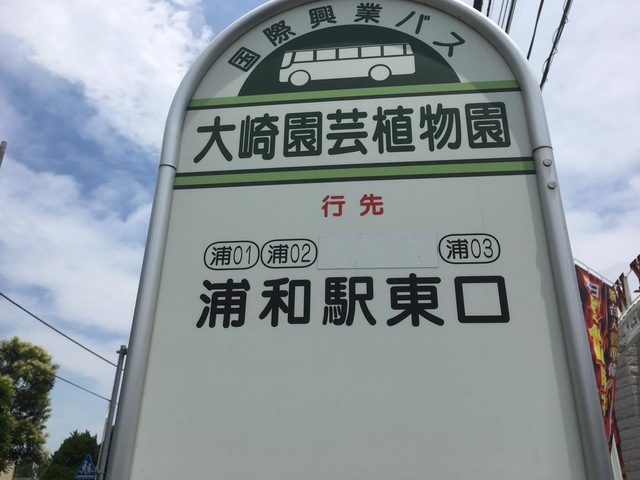 国際興業バス
大崎園芸植物園
行先
浦01 浦02 浦03
浦和駅東口